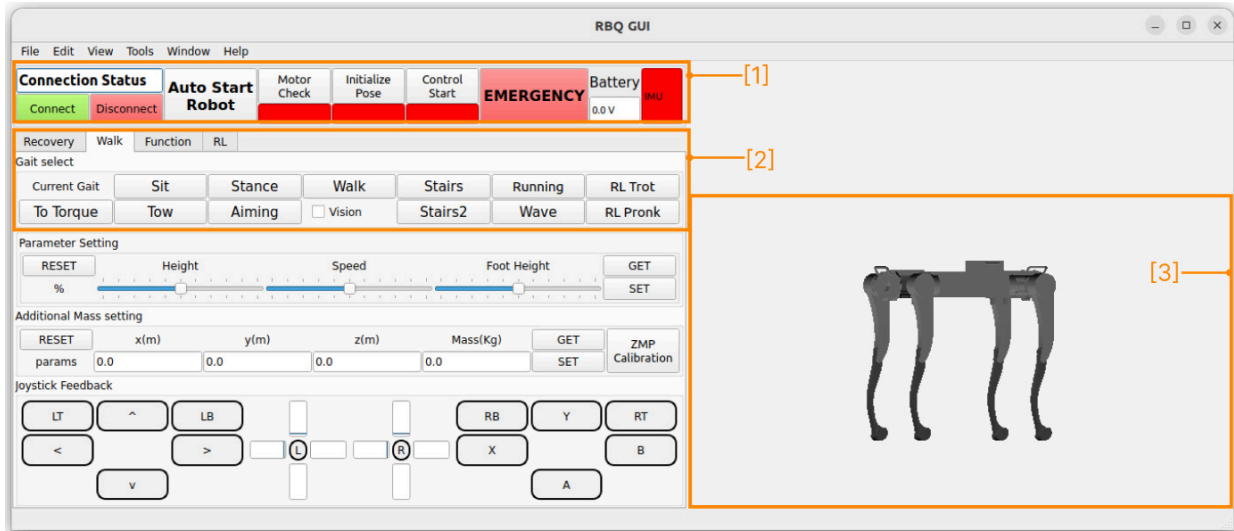 RBQ GUI
File Edit View Tools Window Help
Connection Status
Connect Disconnect
Auto Start
Robot
Motor
Check
Initialize
Pose
Control
Start
EMERGENCY
Battery
0.0 V
IMU
[1]
Recovery Walk Function RL
[2]
Gait select
Current Gait Sit Stance Walk Stairs Running RL Trot
To Torque Tow Aiming Vision Stairs2 Wave RL Pronk
Parameter Setting
RESET Height Speed Foot Height GET
% SET
[3]
Additional Mass setting
RESET x(m) y(m) z(m) Mass(Kg) GET
params 0.0 0.0 0.0 0.0 SET
ZMP
Calibration
Joystick Feedback
LT ^ LB RB Y RT
< > L R X B
v A